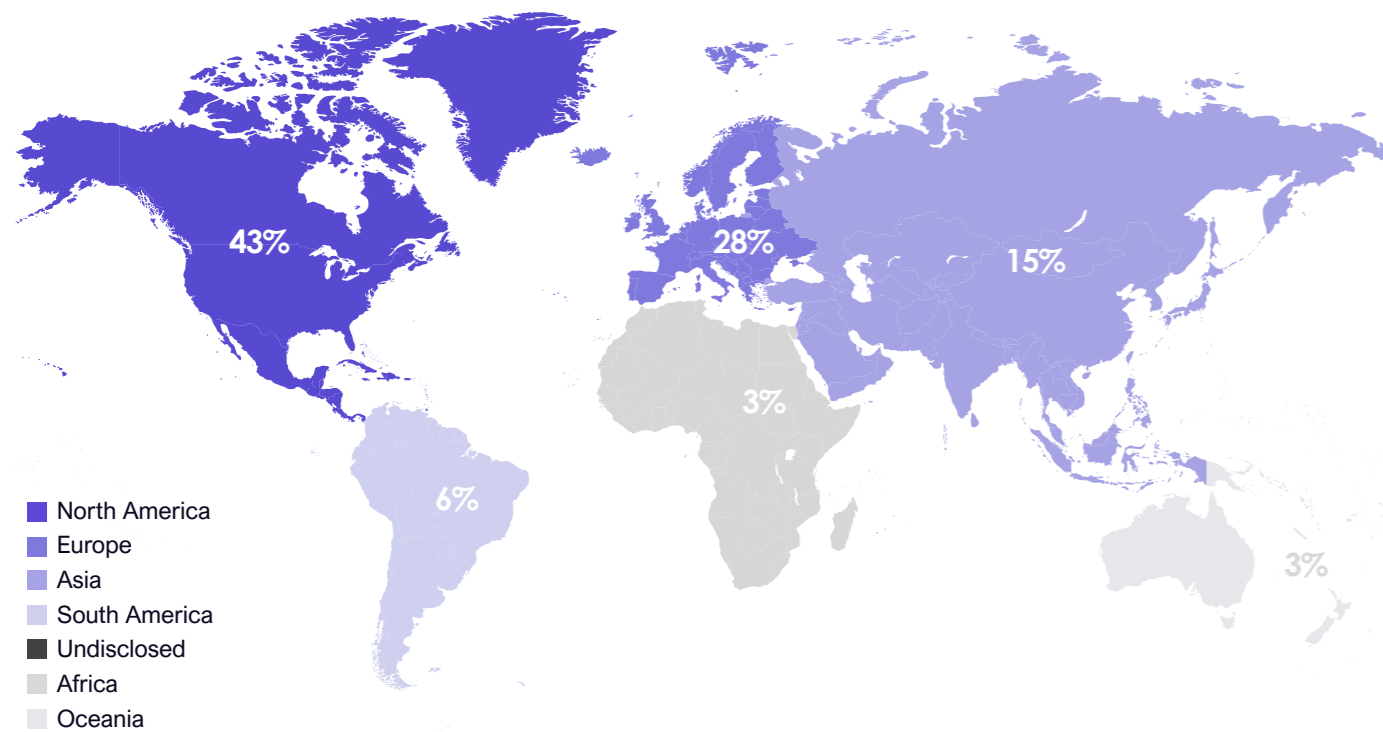 43%
28%
15%
3%
6%
3%
North America
Europe
Asia
South America
Undisclosed
Africa
Oceania